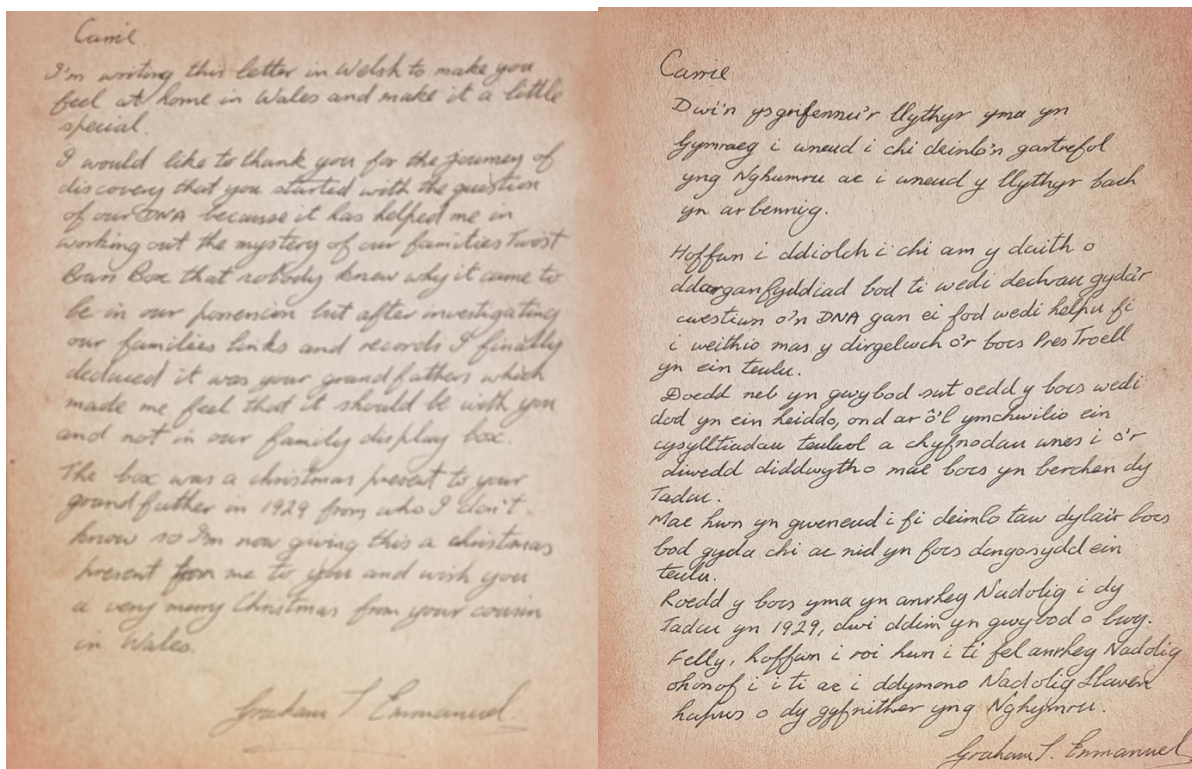 Carrie
I'm writing this letter in Welsh to make you
feel at home in Wales and make it a little
special.
I would like to thank you for the journey of
discovery that you started with the question
of our DNA because it has helped me in
working out the mystery of our families Twist
Brass Box that nobody knew why it came to
be in our possession but after investigating
our families links and records I finally
deduced it was your grandfathers which
made me feel that it should be with you
and not in our family display box.
The box was a christmas present to your
grandfather in 1929 from who I don't
know so I'm now giving this a christmas
present from me to you and wish you
a very merry Christmas from your cousin
in Wales.
Graham T. Emmanuel
Carrie
Dwi'n ysgrifennu'r llythyr yma yn
Gymraeg i wneud i chi deimlo'n gartrefol
yng Nghumru ac i wneud y llythyr bach
yn arbennig.
Hoffwn i ddiolch i chi am y daith o
ddarganfyddiad bod ti wedi dechrau gyda'r
cwestiwn o'n DNA gan ei fod wedi helpu fi
i weithio mas y dirgelwch o'r bocs Pres Troell
yn ein teulu.
Doedd neb yn gwybod sut oedd y bocs wedi
dod yn ein heiddo, ond ar ôl ymchwilio ein
cysylltiadau teuluol a chyfnodau wnes i o'r
diwedd diddwytho mae bocs yn berchen dy
Tadcu.
Mae hwn yn gweneud i fi deimlo taw dylai'r bocs
bod gyda chi ac nid yn focs dangosydd ein
teulu.
Roedd y bocs yma yn anrheg Nadolig i dy
Tadcu yn 1929, dwi ddim yn gwybod o bwy.
Felly, hoffwn i roi hwn i ti fel anrheg Nadolig
ohonof i i ti ac i ddymono Nadolig Llawen
hapus o dy gyfnither yng Nghymru.
Graham T. Emmanuel